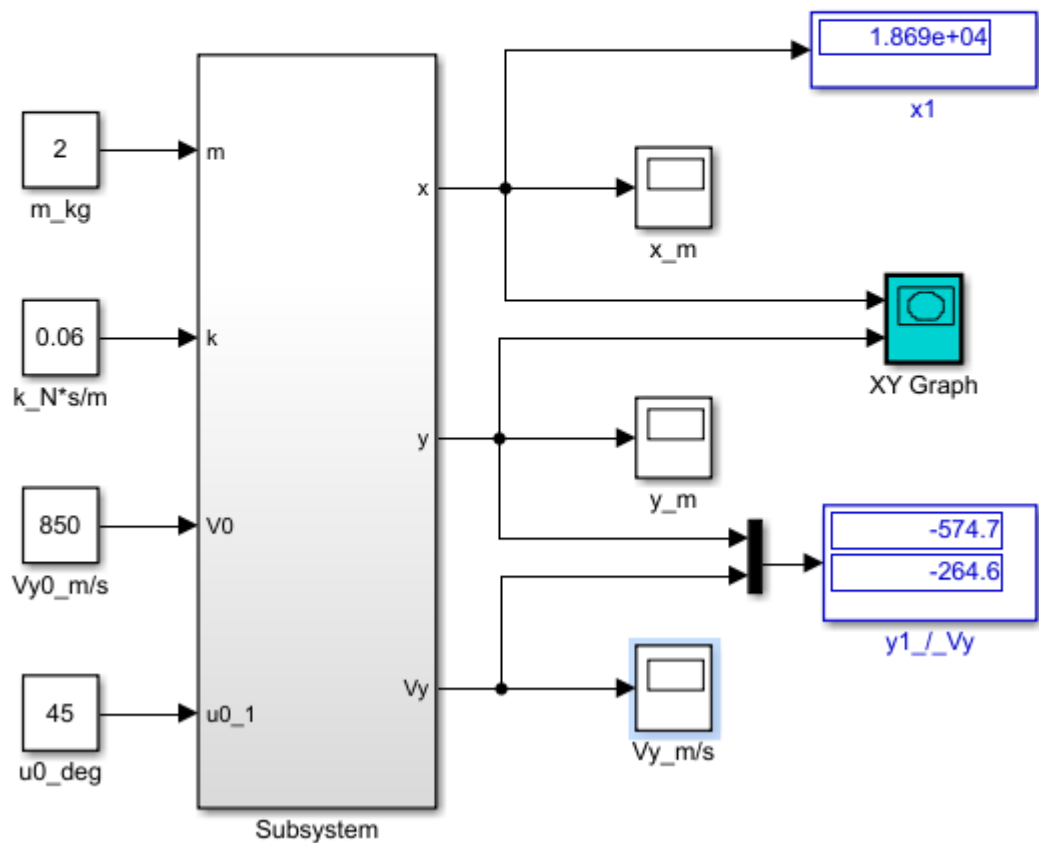 1.869e+04
x1
2
m_kg
m
x
x_m
0.06
k_N*s/m
k
XY Graph
y
y_m
850
Vy0_m/s
V0
-574.7
-264.6
y1_/_Vy
45
u0_deg
u0_1
Vy
Vy_m/s
Subsystem